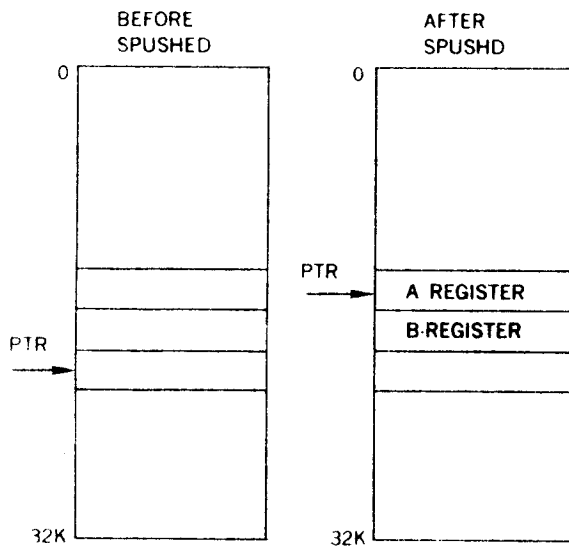 BEFORE
SPUSHED
0
PTR
32K
AFTER
SPUSHD
0
PTR
A REGISTER
B-REGISTER
32K